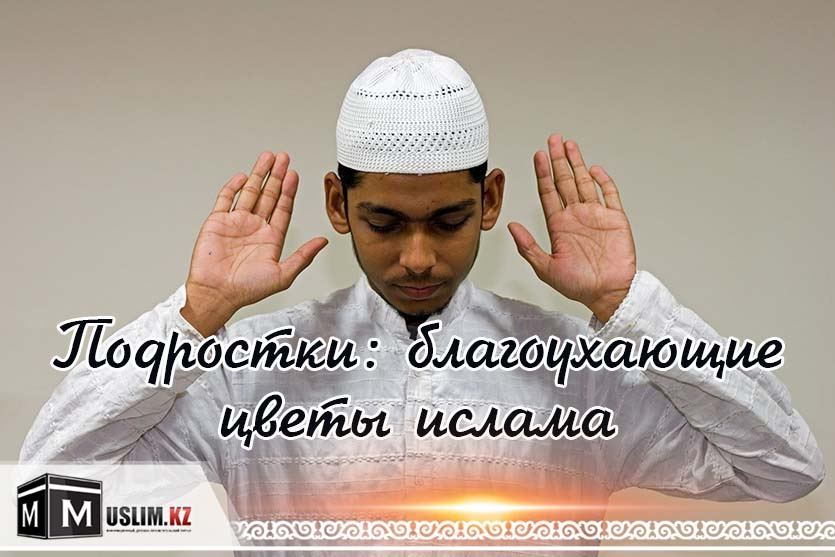 Подростки: благоухающие
цветы ислама
M MUSLIM.KZ